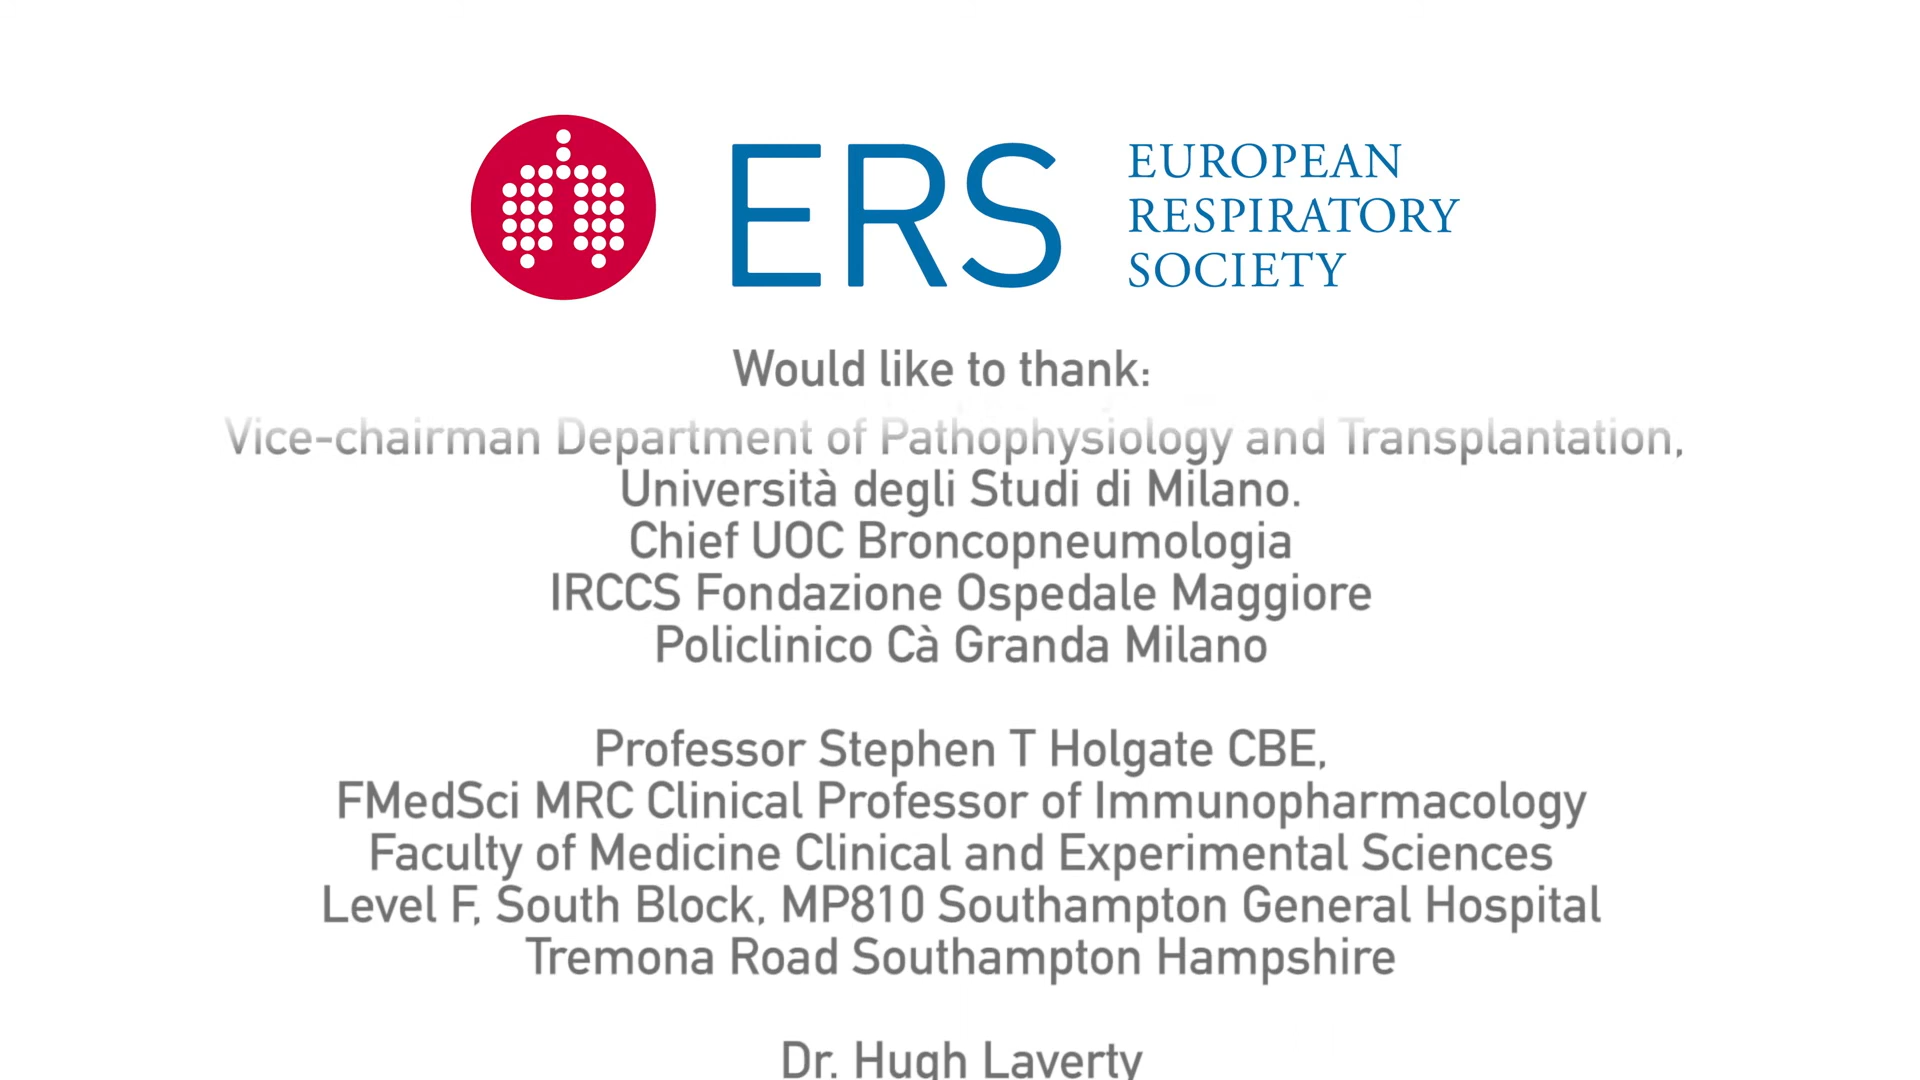 ERS
EUROPEAN
RESPIRATORY
SOCIETY
Would like to thank:
Vice-chairman Department of Pathophysiology and Transplantation,
Università degli Studi di Milano.
Chief UOC Broncopneumologia
IRCCS Fondazione Ospedale Maggiore
Policlinico Cà Granda Milano
Professor Stephen T Holgate CBE,
FMedSci MRC Clinical Professor of Immunopharmacology
Faculty of Medicine Clinical and Experimental Sciences
Level F, South Block, MP810 Southampton General Hospital
Tremona Road Southampton Hampshire
Dr. Hugh Laverty